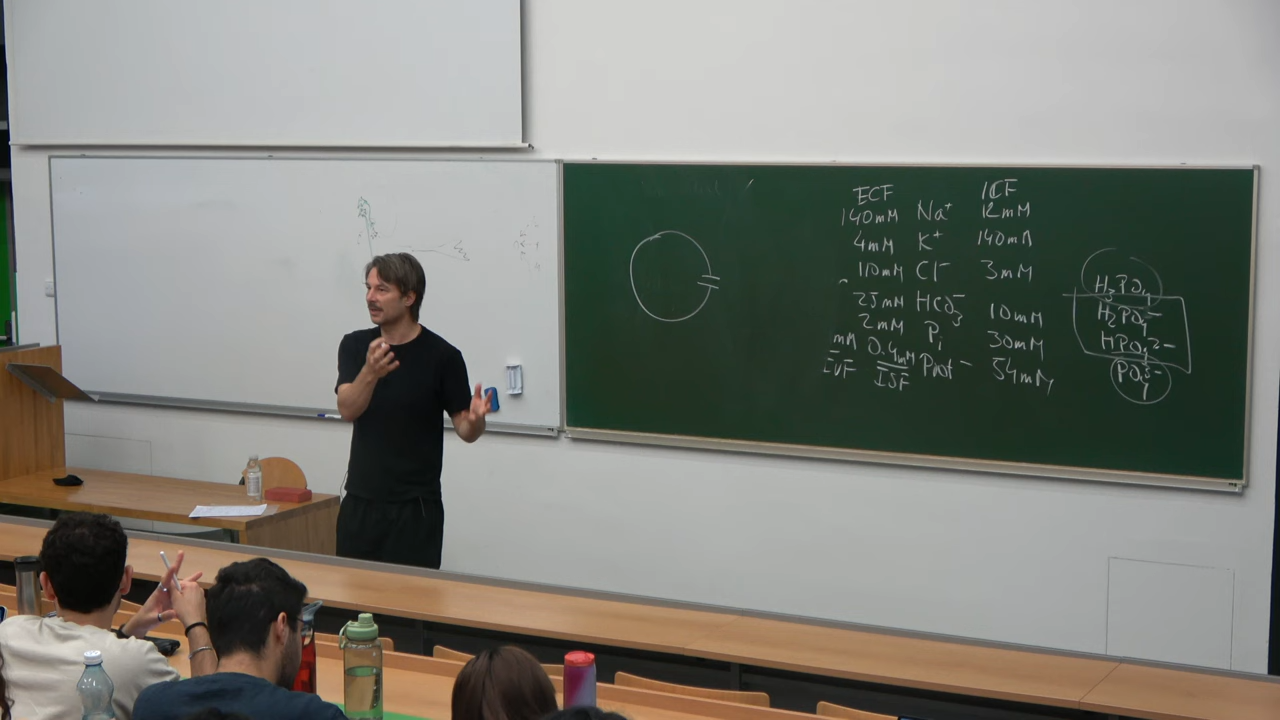 ECF ICF
140mM Na⁺ 12mM
4mM K⁺ 140mM
110mM Cl⁻ 3mM
25mM HCO₃⁻ 10mM
2mM Pᵢ 30mM
mM 0.4mM Prot⁻ 54mM
IVF ISF
H₃PO₄
H₂PO₄⁻
HPO₄²⁻
PO₄³⁻